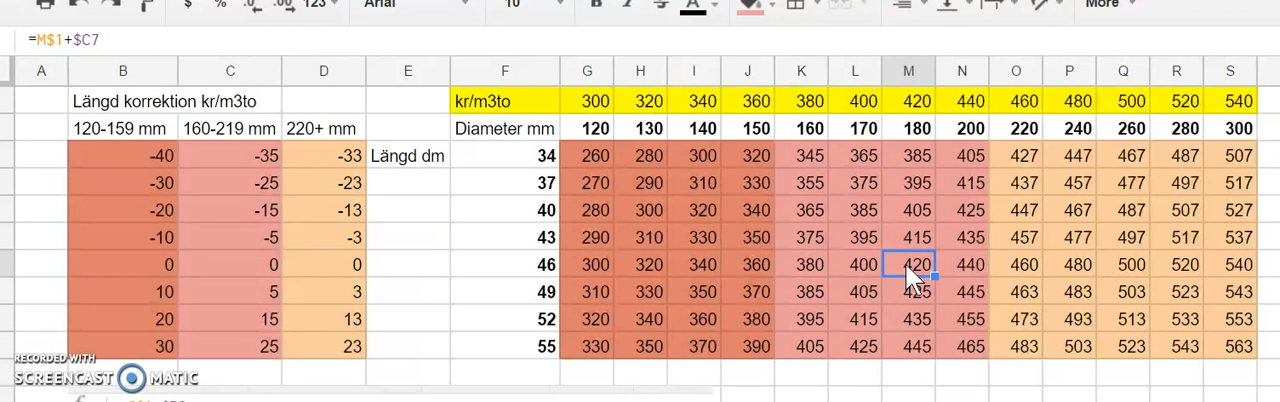 $ % .0 .00 123 Arial 10 B I S A More
=M$1+$C7
A B C D E F G H I J K L M N O P Q R S
Längd korrektion kr/m3to kr/m3to 300 320 340 360 380 400 420 440 460 480 500 520 540
120-159 mm 160-219 mm 220+ mm Diameter mm 120 130 140 150 160 170 180 200 220 240 260 280 300
-40 -35 -33 Längd dm 34 260 280 300 320 345 365 385 405 427 447 467 487 507
-30 -25 -23 37 270 290 310 330 355 375 395 415 437 457 477 497 517
-20 -15 -13 40 280 300 320 340 365 385 405 425 447 467 487 507 527
-10 -5 -3 43 290 310 330 350 375 395 415 435 457 477 497 517 537
0 0 0 46 300 320 340 360 380 400 420 440 460 480 500 520 540
10 5 3 49 310 330 350 370 385 405 425 445 463 483 503 523 543
20 15 13 52 320 340 360 380 395 415 435 455 473 493 513 533 553
30 25 23 55 330 350 370 390 405 425 445 465 483 503 523 543 563
RECORDED WITH
SCREENCAST MATIC